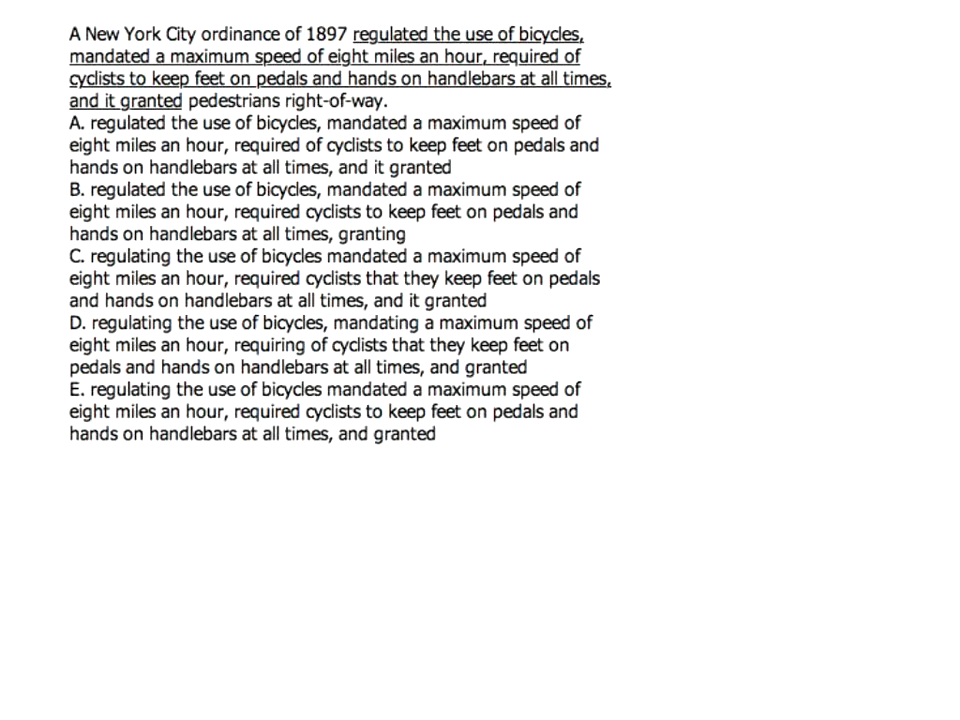 A New York City ordinance of 1897 regulated the use of bicycles,
mandated a maximum speed of eight miles an hour, required of
cyclists to keep feet on pedals and hands on handlebars at all times,
and it granted pedestrians right-of-way.
A. regulated the use of bicycles, mandated a maximum speed of
eight miles an hour, required of cyclists to keep feet on pedals and
hands on handlebars at all times, and it granted
B. regulated the use of bicycles, mandated a maximum speed of
eight miles an hour, required cyclists to keep feet on pedals and
hands on handlebars at all times, granting
C. regulating the use of bicycles mandated a maximum speed of
eight miles an hour, required cyclists that they keep feet on pedals
and hands on handlebars at all times, and it granted
D. regulating the use of bicycles, mandating a maximum speed of
eight miles an hour, requiring of cyclists that they keep feet on
pedals and hands on handlebars at all times, and granted
E. regulating the use of bicycles mandated a maximum speed of
eight miles an hour, required cyclists to keep feet on pedals and
hands on handlebars at all times, and granted